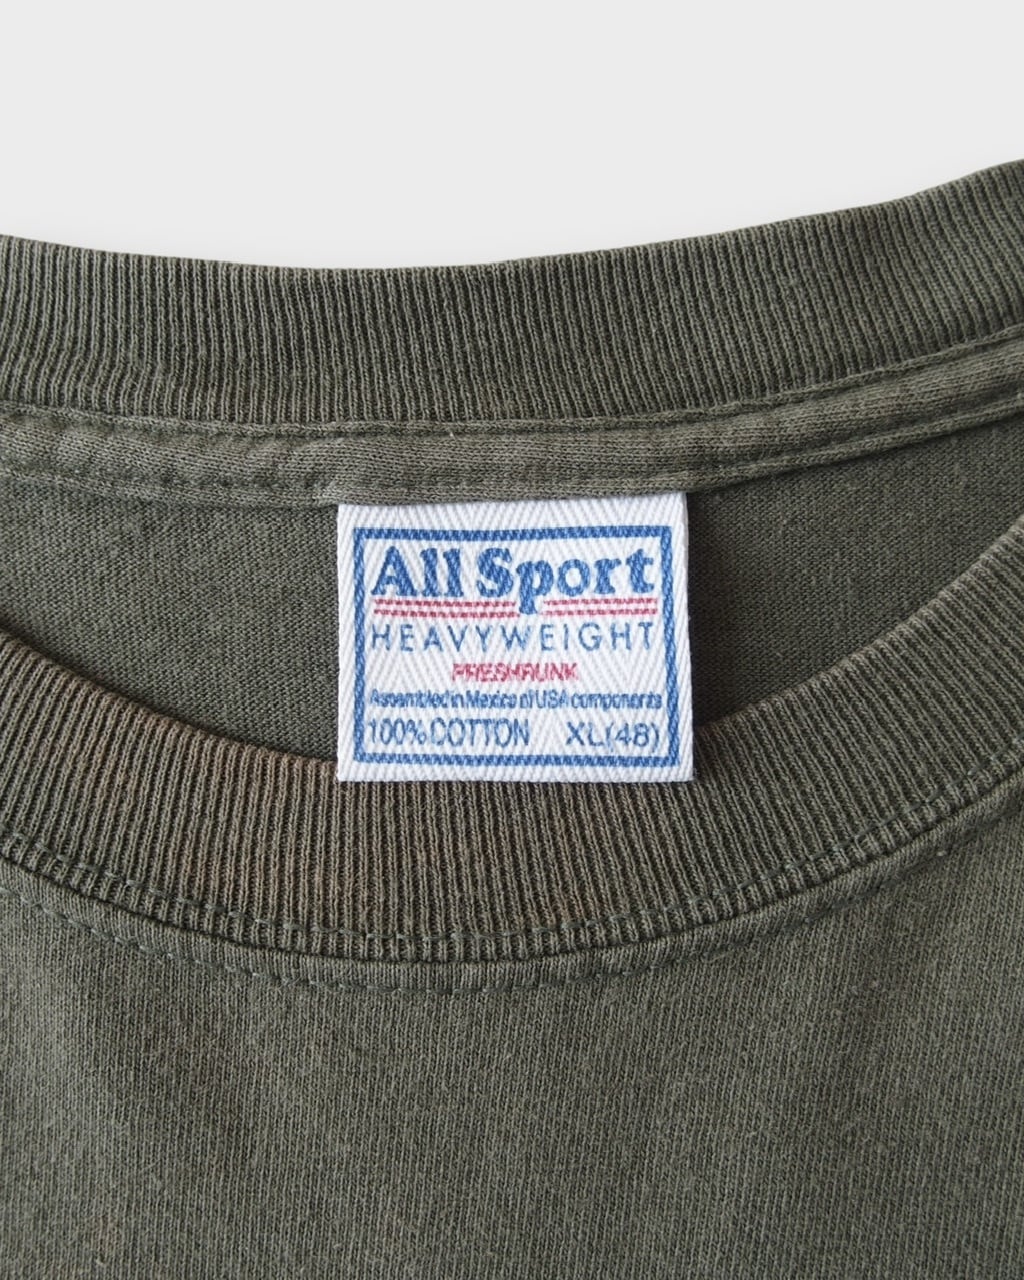 All Sport
HEAVYWEIGHT
PRESHRUNK
Assembled in Mexico of USA components
100% COTTON XL(48)